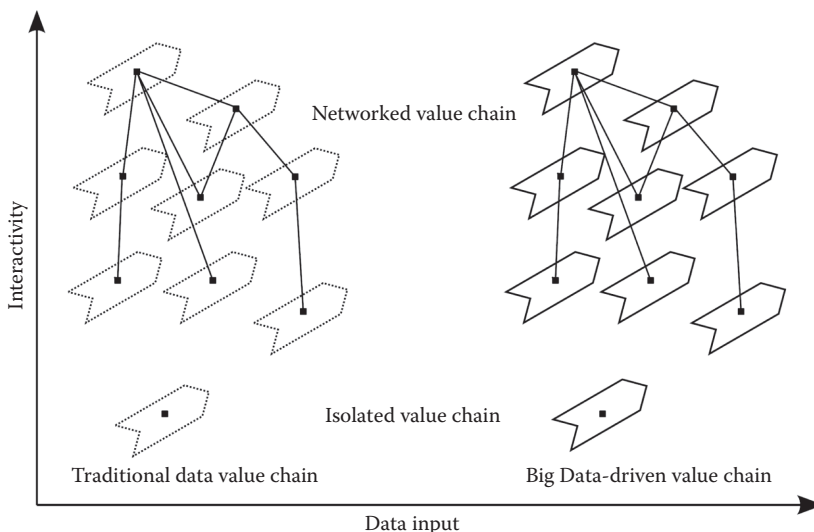 Networked value chain
Interactivity
Isolated value chain
Traditional data value chain
Big Data-driven value chain
Data input